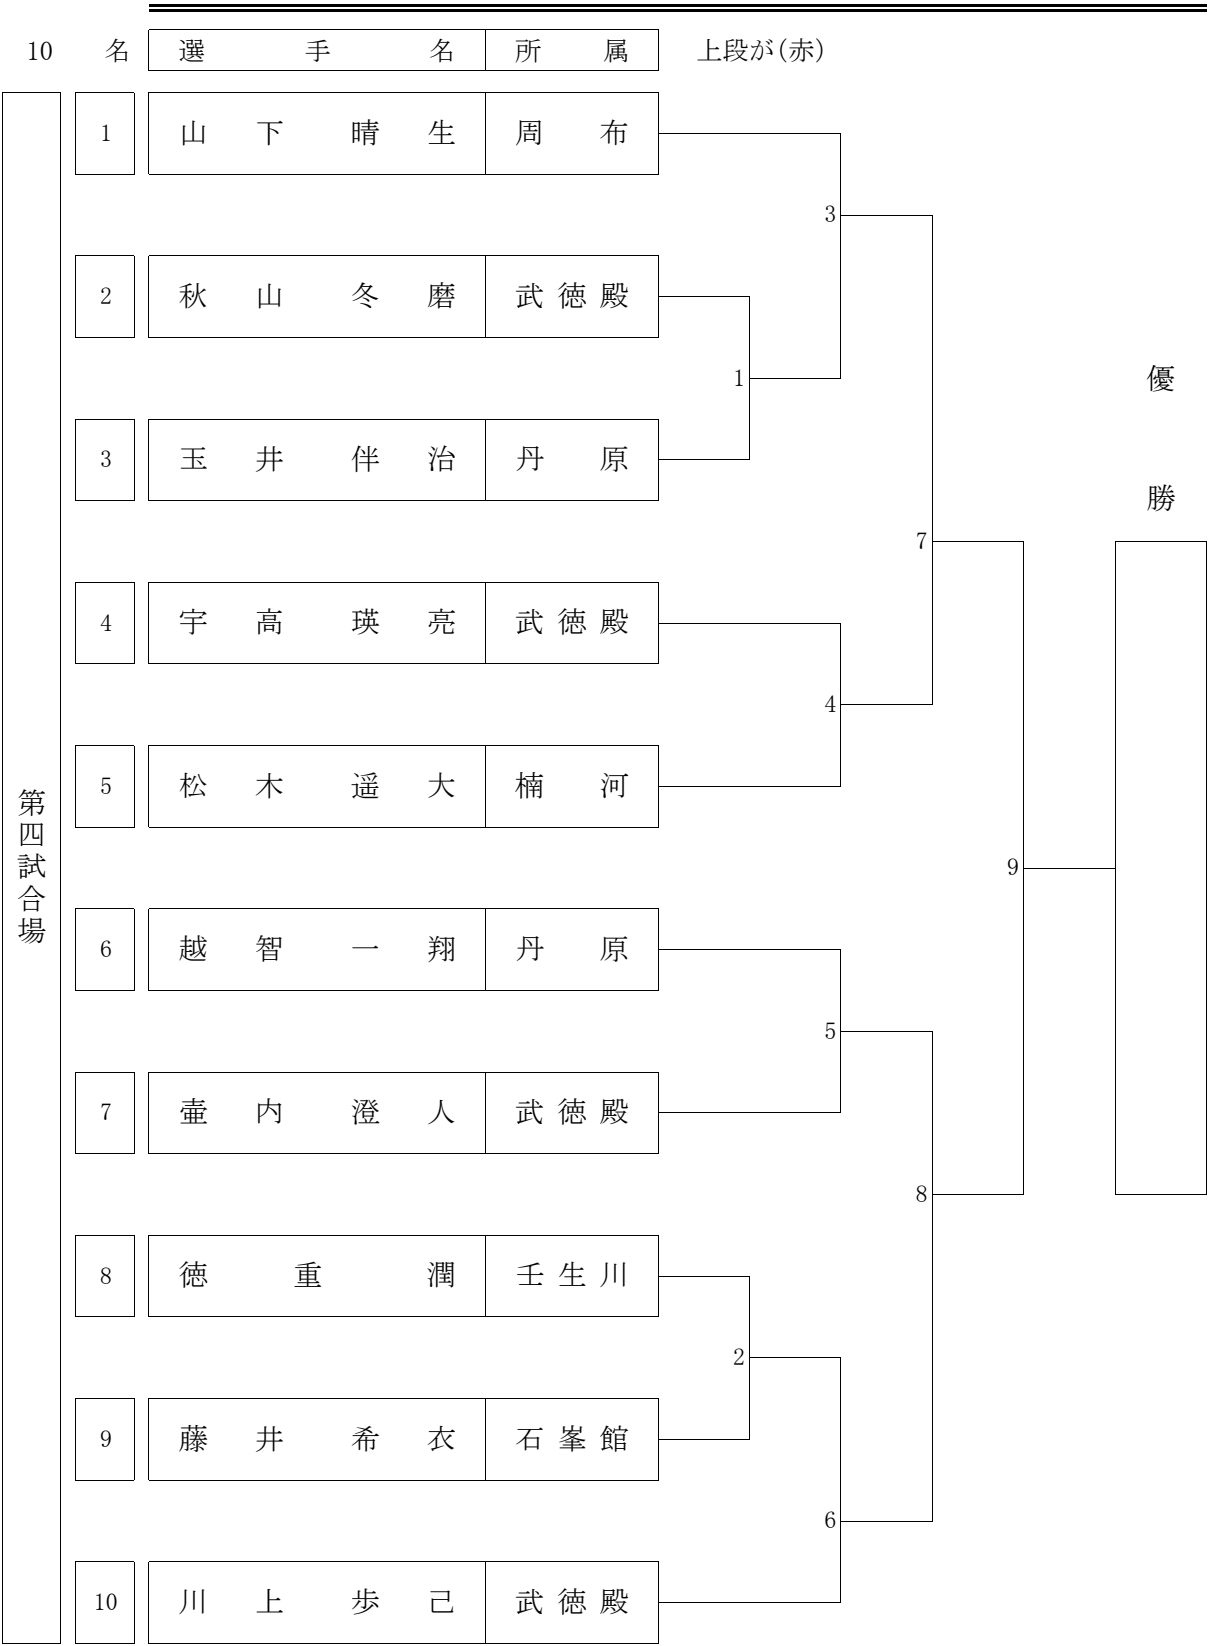 10 名 選手名 所属 上段が(赤)
第四試合場
1 山下 晴生 周布
3
2 秋山 冬磨 武徳殿
1
優勝
3 玉井 伴治 丹原
7
4 宇高 瑛亮 武徳殿
4
5 松木 遥大 楠河
9
6 越智 一翔 丹原
5
7 壷内 澄人 武徳殿
8
8 徳重 潤 壬生川
2
9 藤井 希衣 石峯館
6
10 川上 歩己 武徳殿